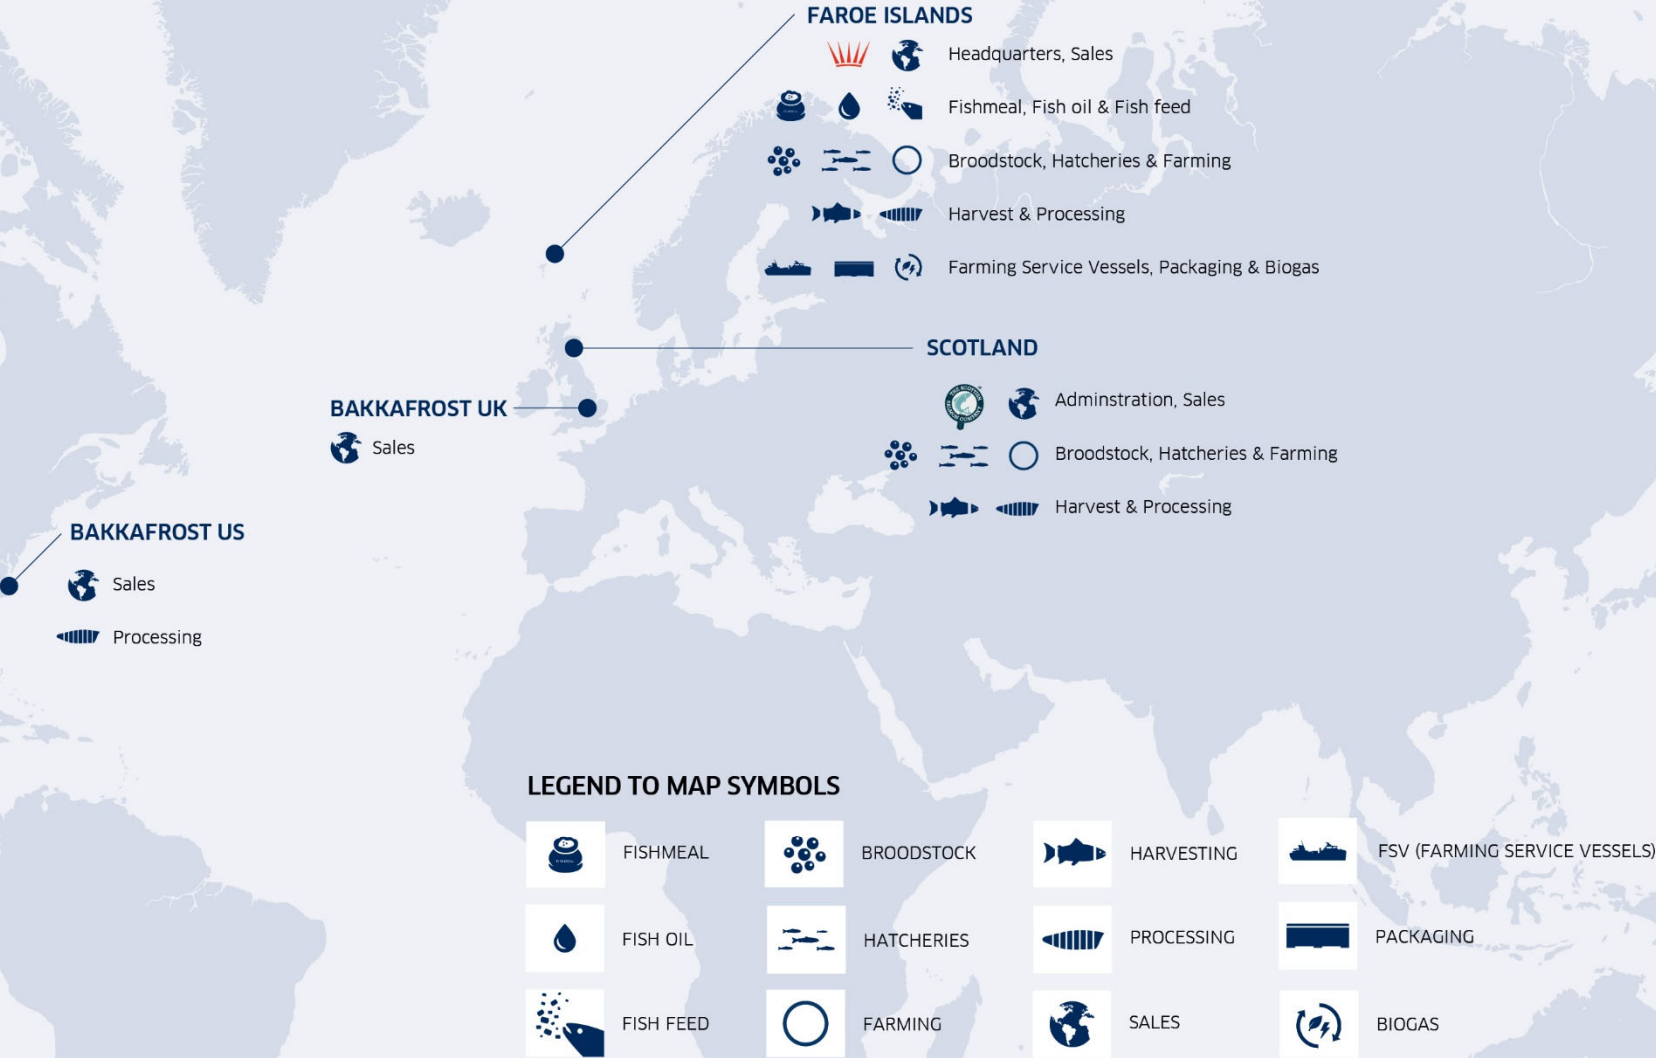 FAROE ISLANDS
Headquarters, Sales
Fishmeal, Fish oil & Fish feed
Broodstock, Hatcheries & Farming
Harvest & Processing
Farming Service Vessels, Packaging & Biogas
SCOTLAND
Adminstration, Sales
Broodstock, Hatcheries & Farming
Harvest & Processing
BAKKAFROST UK
Sales
BAKKAFROST US
Sales
Processing
LEGEND TO MAP SYMBOLS
FISHMEAL
BROODSTOCK
HARVESTING
FSV (FARMING SERVICE VESSELS)
FISH OIL
HATCHERIES
PROCESSING
PACKAGING
FISH FEED
FARMING
SALES
BIOGAS